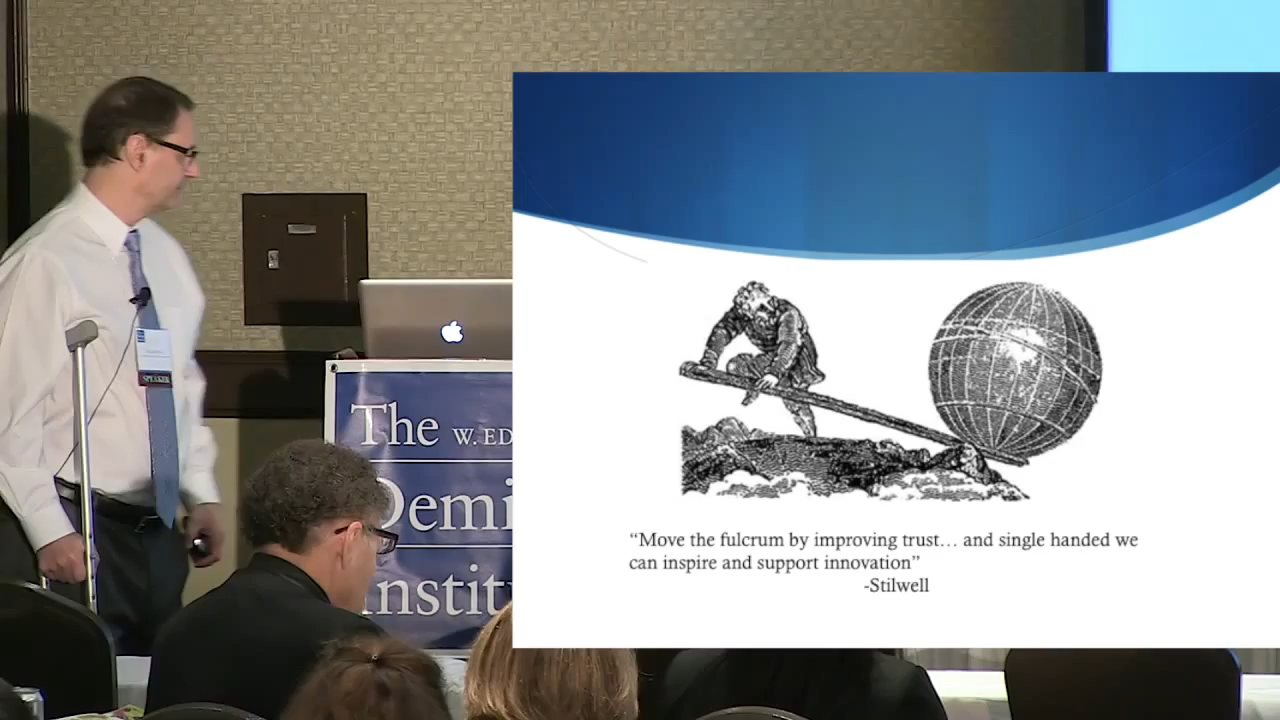 SPEAKER
The W. ED
Demi
Institu
“Move the fulcrum by improving trust… and single handed we
can inspire and support innovation”
-Stilwell